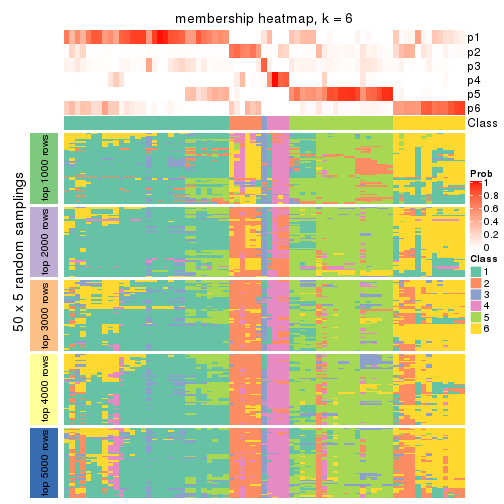 membership heatmap, k = 6
p1
p2
p3
p4
p5
p6
Class
50 x 5 random samplings
top 1000 rows
top 2000 rows
top 3000 rows
top 4000 rows
top 5000 rows
Prob
1
0.8
0.6
0.4
0.2
0
Class
1
2
3
4
5
6